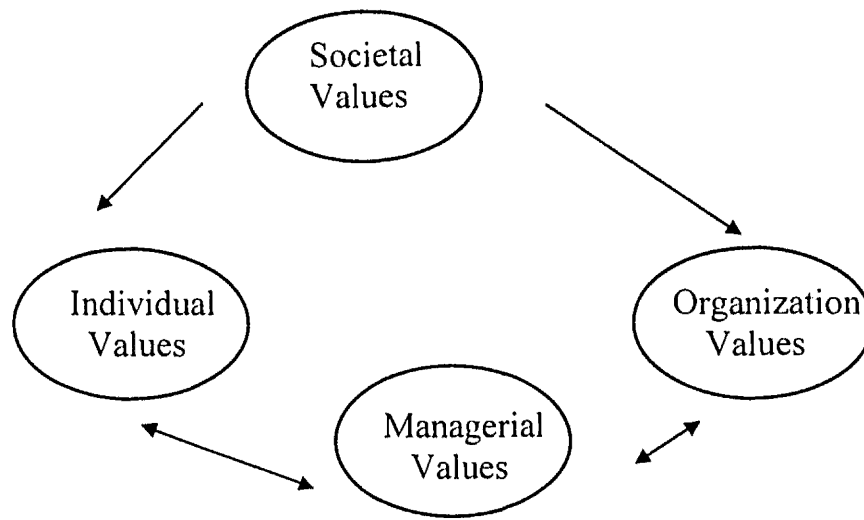 Societal
Values
Individual
Values
Organization
Values
Managerial
Values